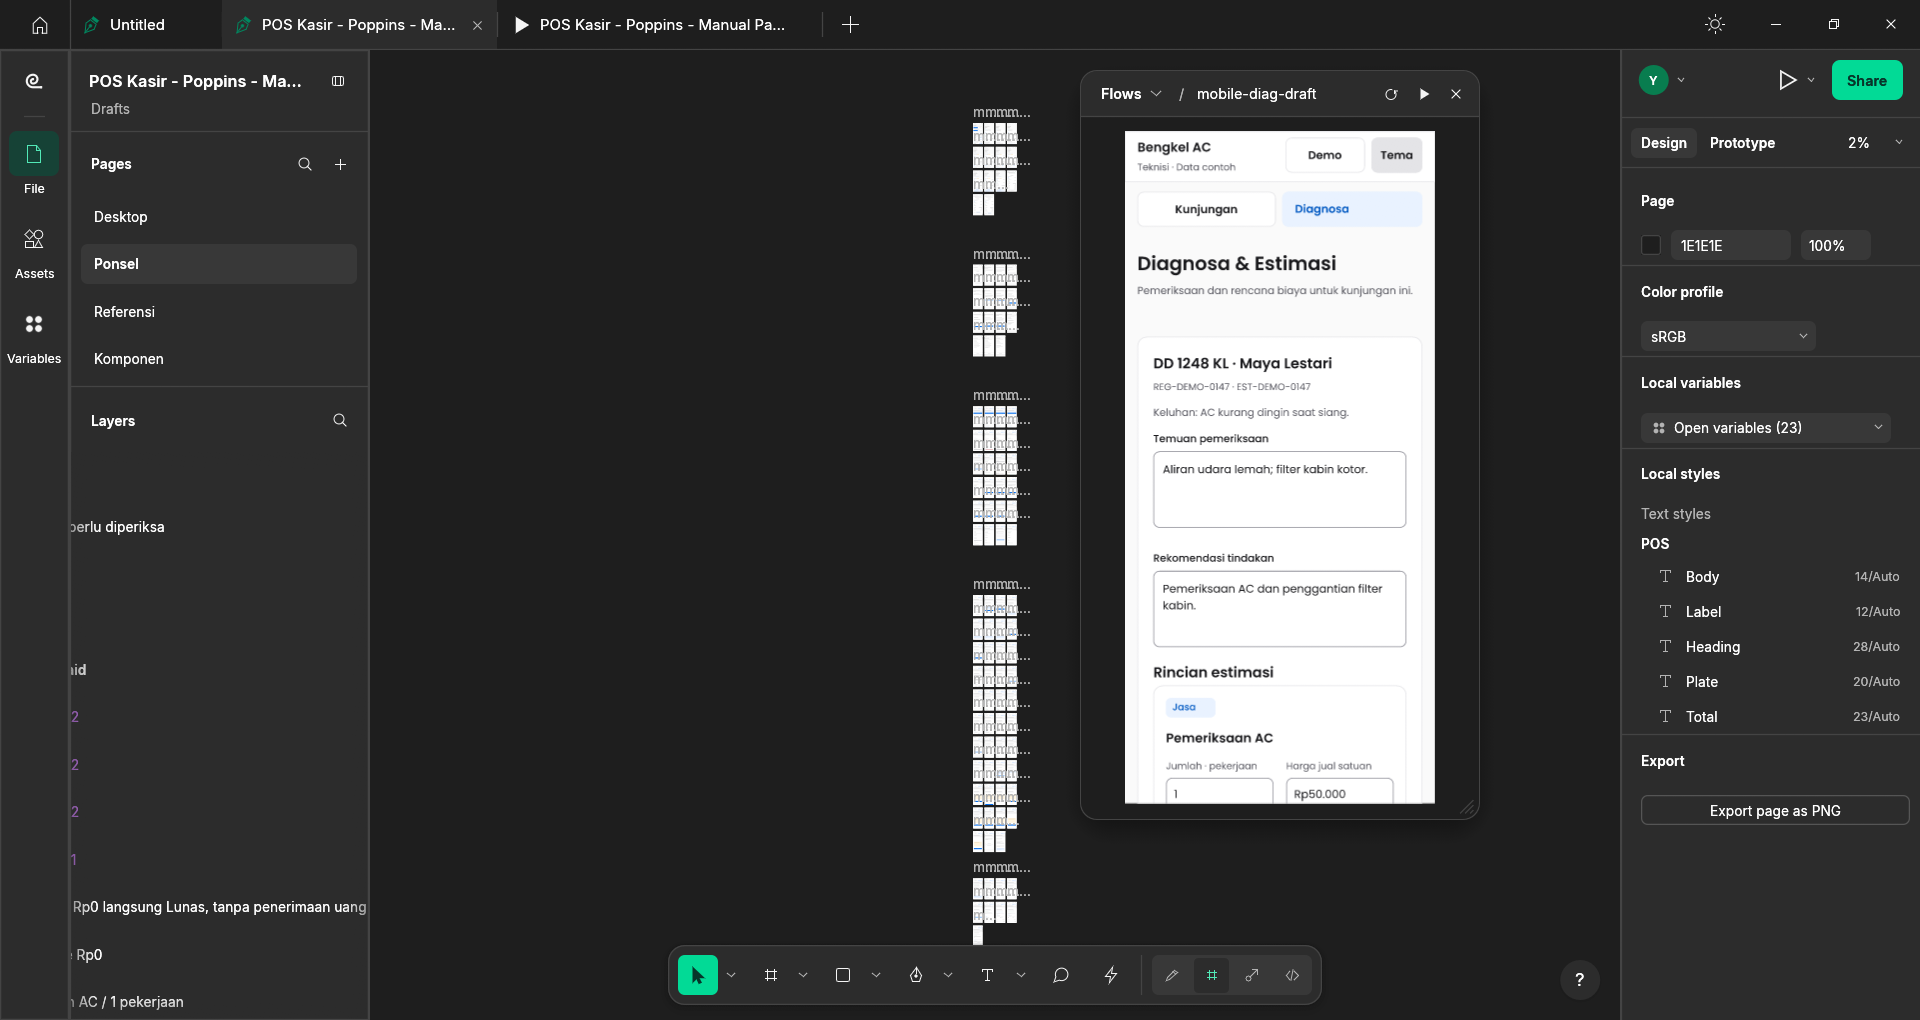 Untitled
POS Kasir - Poppins - Ma...
POS Kasir - Poppins - Manual Pa...
POS Kasir - Poppins - Ma...
Drafts
File
Assets
Variables
Pages
Desktop
Ponsel
Referensi
Komponen
Layers
perlu diperiksa
2
2
2
1
Rp0 langsung Lunas, tanpa penerimaan uang
Rp0
AC / 1 pekerjaan
mmmm...
mmmm...
mmmm...
mmmm...
mmmm...
Flows / mobile-diag-draft
Bengkel AC
Teknisi · Data contoh
Demo
Tema
Kunjungan
Diagnosa
Diagnosa & Estimasi
Pemeriksaan dan rencana biaya untuk kunjungan ini.
DD 1248 KL · Maya Lestari
REG-DEMO-0147 · EST-DEMO-0147
Keluhan: AC kurang dingin saat siang.
Temuan pemeriksaan
Aliran udara lemah; filter kabin kotor.
Rekomendasi tindakan
Pemeriksaan AC dan penggantian filter
kabin.
Rincian estimasi
Jasa
Pemeriksaan AC
Jumlah · pekerjaan
Harga jual satuan
1
Rp50.000
Y
Share
Design
Prototype
2%
Page
1E1E1E
100%
Color profile
sRGB
Local variables
Open variables (23)
Local styles
Text styles
POS
Body 14/Auto
Label 12/Auto
Heading 28/Auto
Plate 20/Auto
Total 23/Auto
Export
Export page as PNG
?